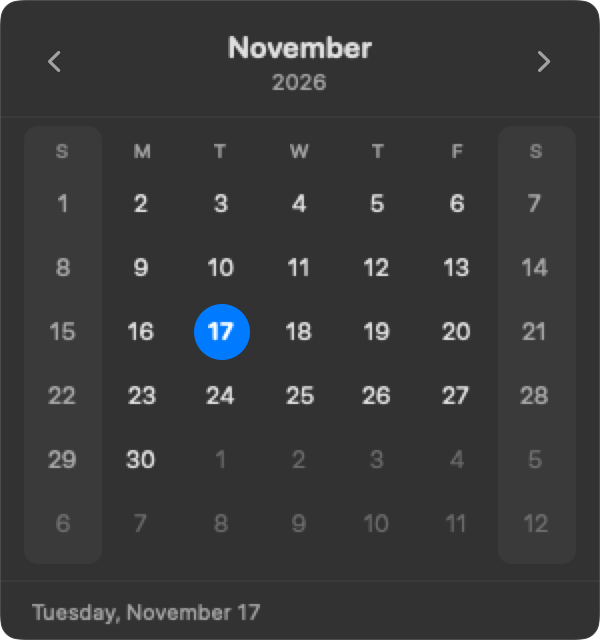 November
2026
S M T W T F S
1 2 3 4 5 6 7
8 9 10 11 12 13 14
15 16 17 18 19 20 21
22 23 24 25 26 27 28
29 30 1 2 3 4 5
6 7 8 9 10 11 12
Tuesday, November 17